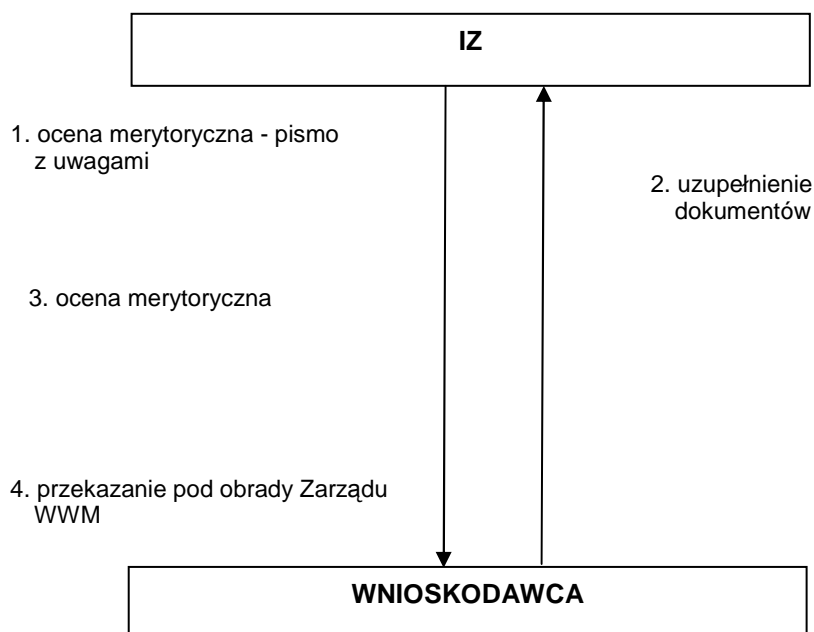 IZ
1. ocena merytoryczna - pismo
z uwagami
2. uzupełnienie
dokumentów
3. ocena merytoryczna
4. przekazanie pod obrady Zarządu
WWM
WNIOSKODAWCA